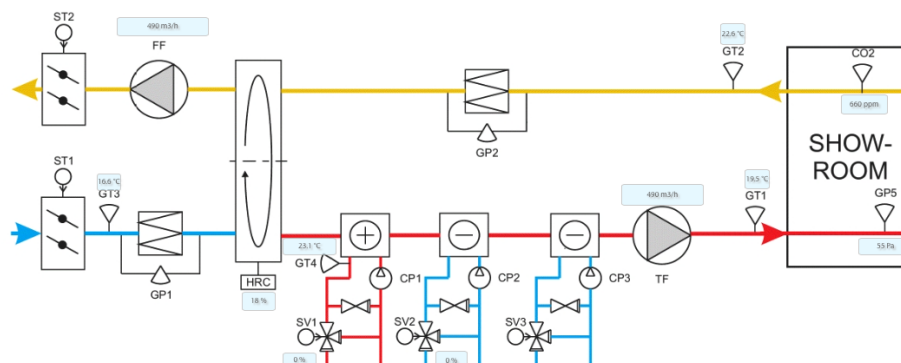 ST2
490 m3/h
FF
22,6 °C
GT2
CO2
660 ppm
GP2
SHOW-
ROOM
ST1
16,6 °C
GT3
490 m3/h
19,5 °C
GT1
GP5
55 Pa
23,1 °C
GT4
CP1
CP2
CP3
TF
GP1
HRC
18 %
SV1
SV2
SV3
0 %
0 %